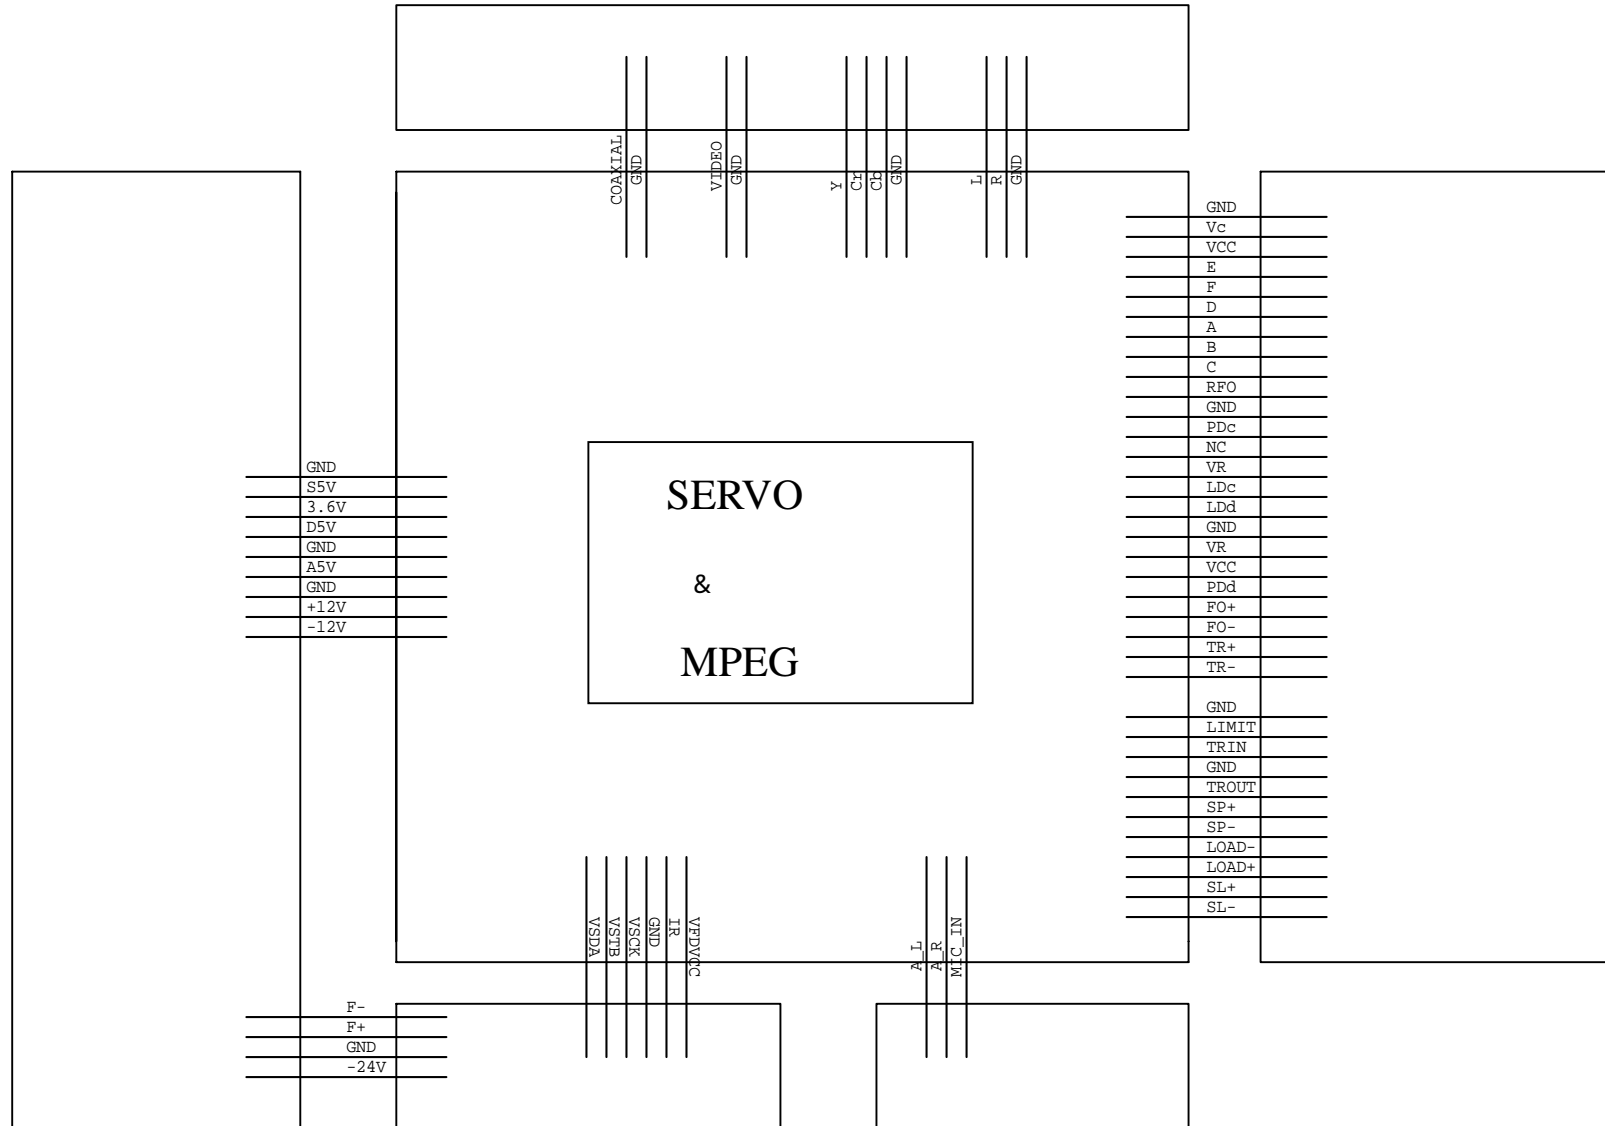 COAXIAL
GND
VIDEO
GND
Y
Cr
Cb
GND
L
R
GND
GND
Vc
VCC
E
F
D
A
B
C
RFO
GND
PDc
NC
VR
LDc
LDd
GND
VR
VCC
PDd
FO+
FO-
TR+
TR-
GND
LIMIT
TRIN
GND
TROUT
SP+
SP-
LOAD-
LOAD+
SL+
SL-
GND
S5V
3.6V
D5V
GND
A5V
GND
+12V
-12V
SERVO
&
MPEG
VSDA
VSTB
VSCK
GND
IR
VFDVCC
A_L
A_R
MIC_IN
F-
F+
GND
-24V